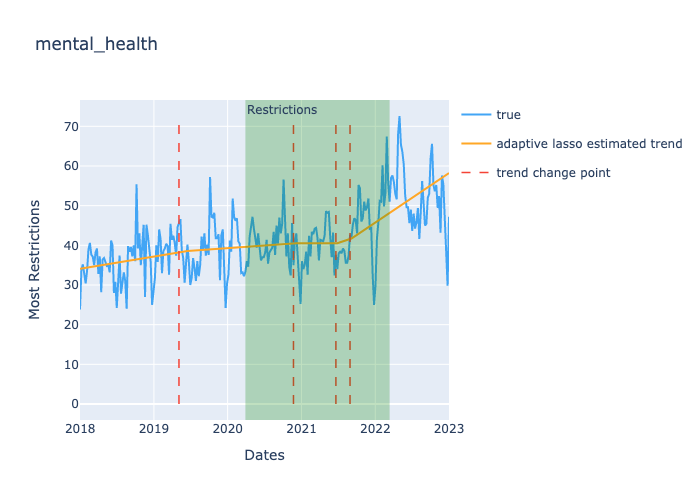 mental_health
Restrictions
true
adaptive lasso estimated trend
trend change point
70
60
50
40
30
20
10
0
Most Restrictions
2018 2019 2020 2021 2022 2023
Dates